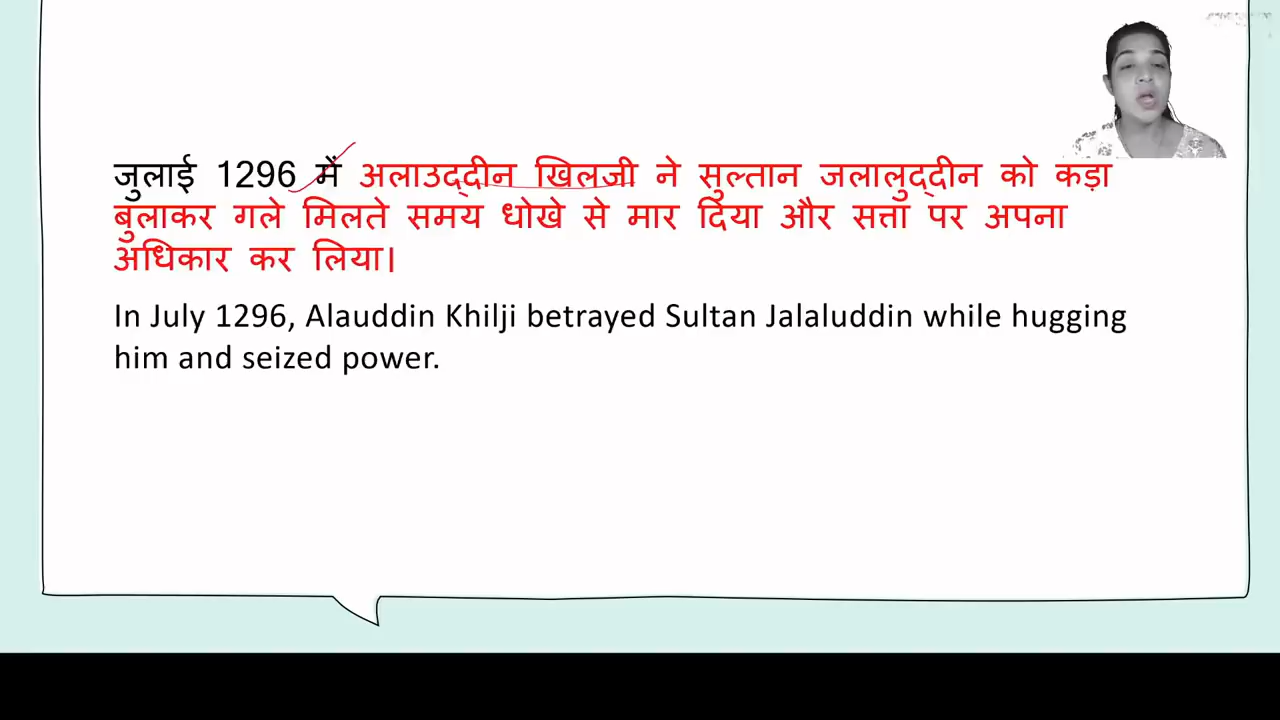 जुलाई 1296 में अलाउद्दीन खिलजी ने सुल्तान जलालुद्दीन को कड़ा
बुलाकर गले मिलते समय धोखे से मार दिया और सत्ता पर अपना
अधिकार कर लिया।
In July 1296, Alauddin Khilji betrayed Sultan Jalaluddin while hugging
him and seized power.